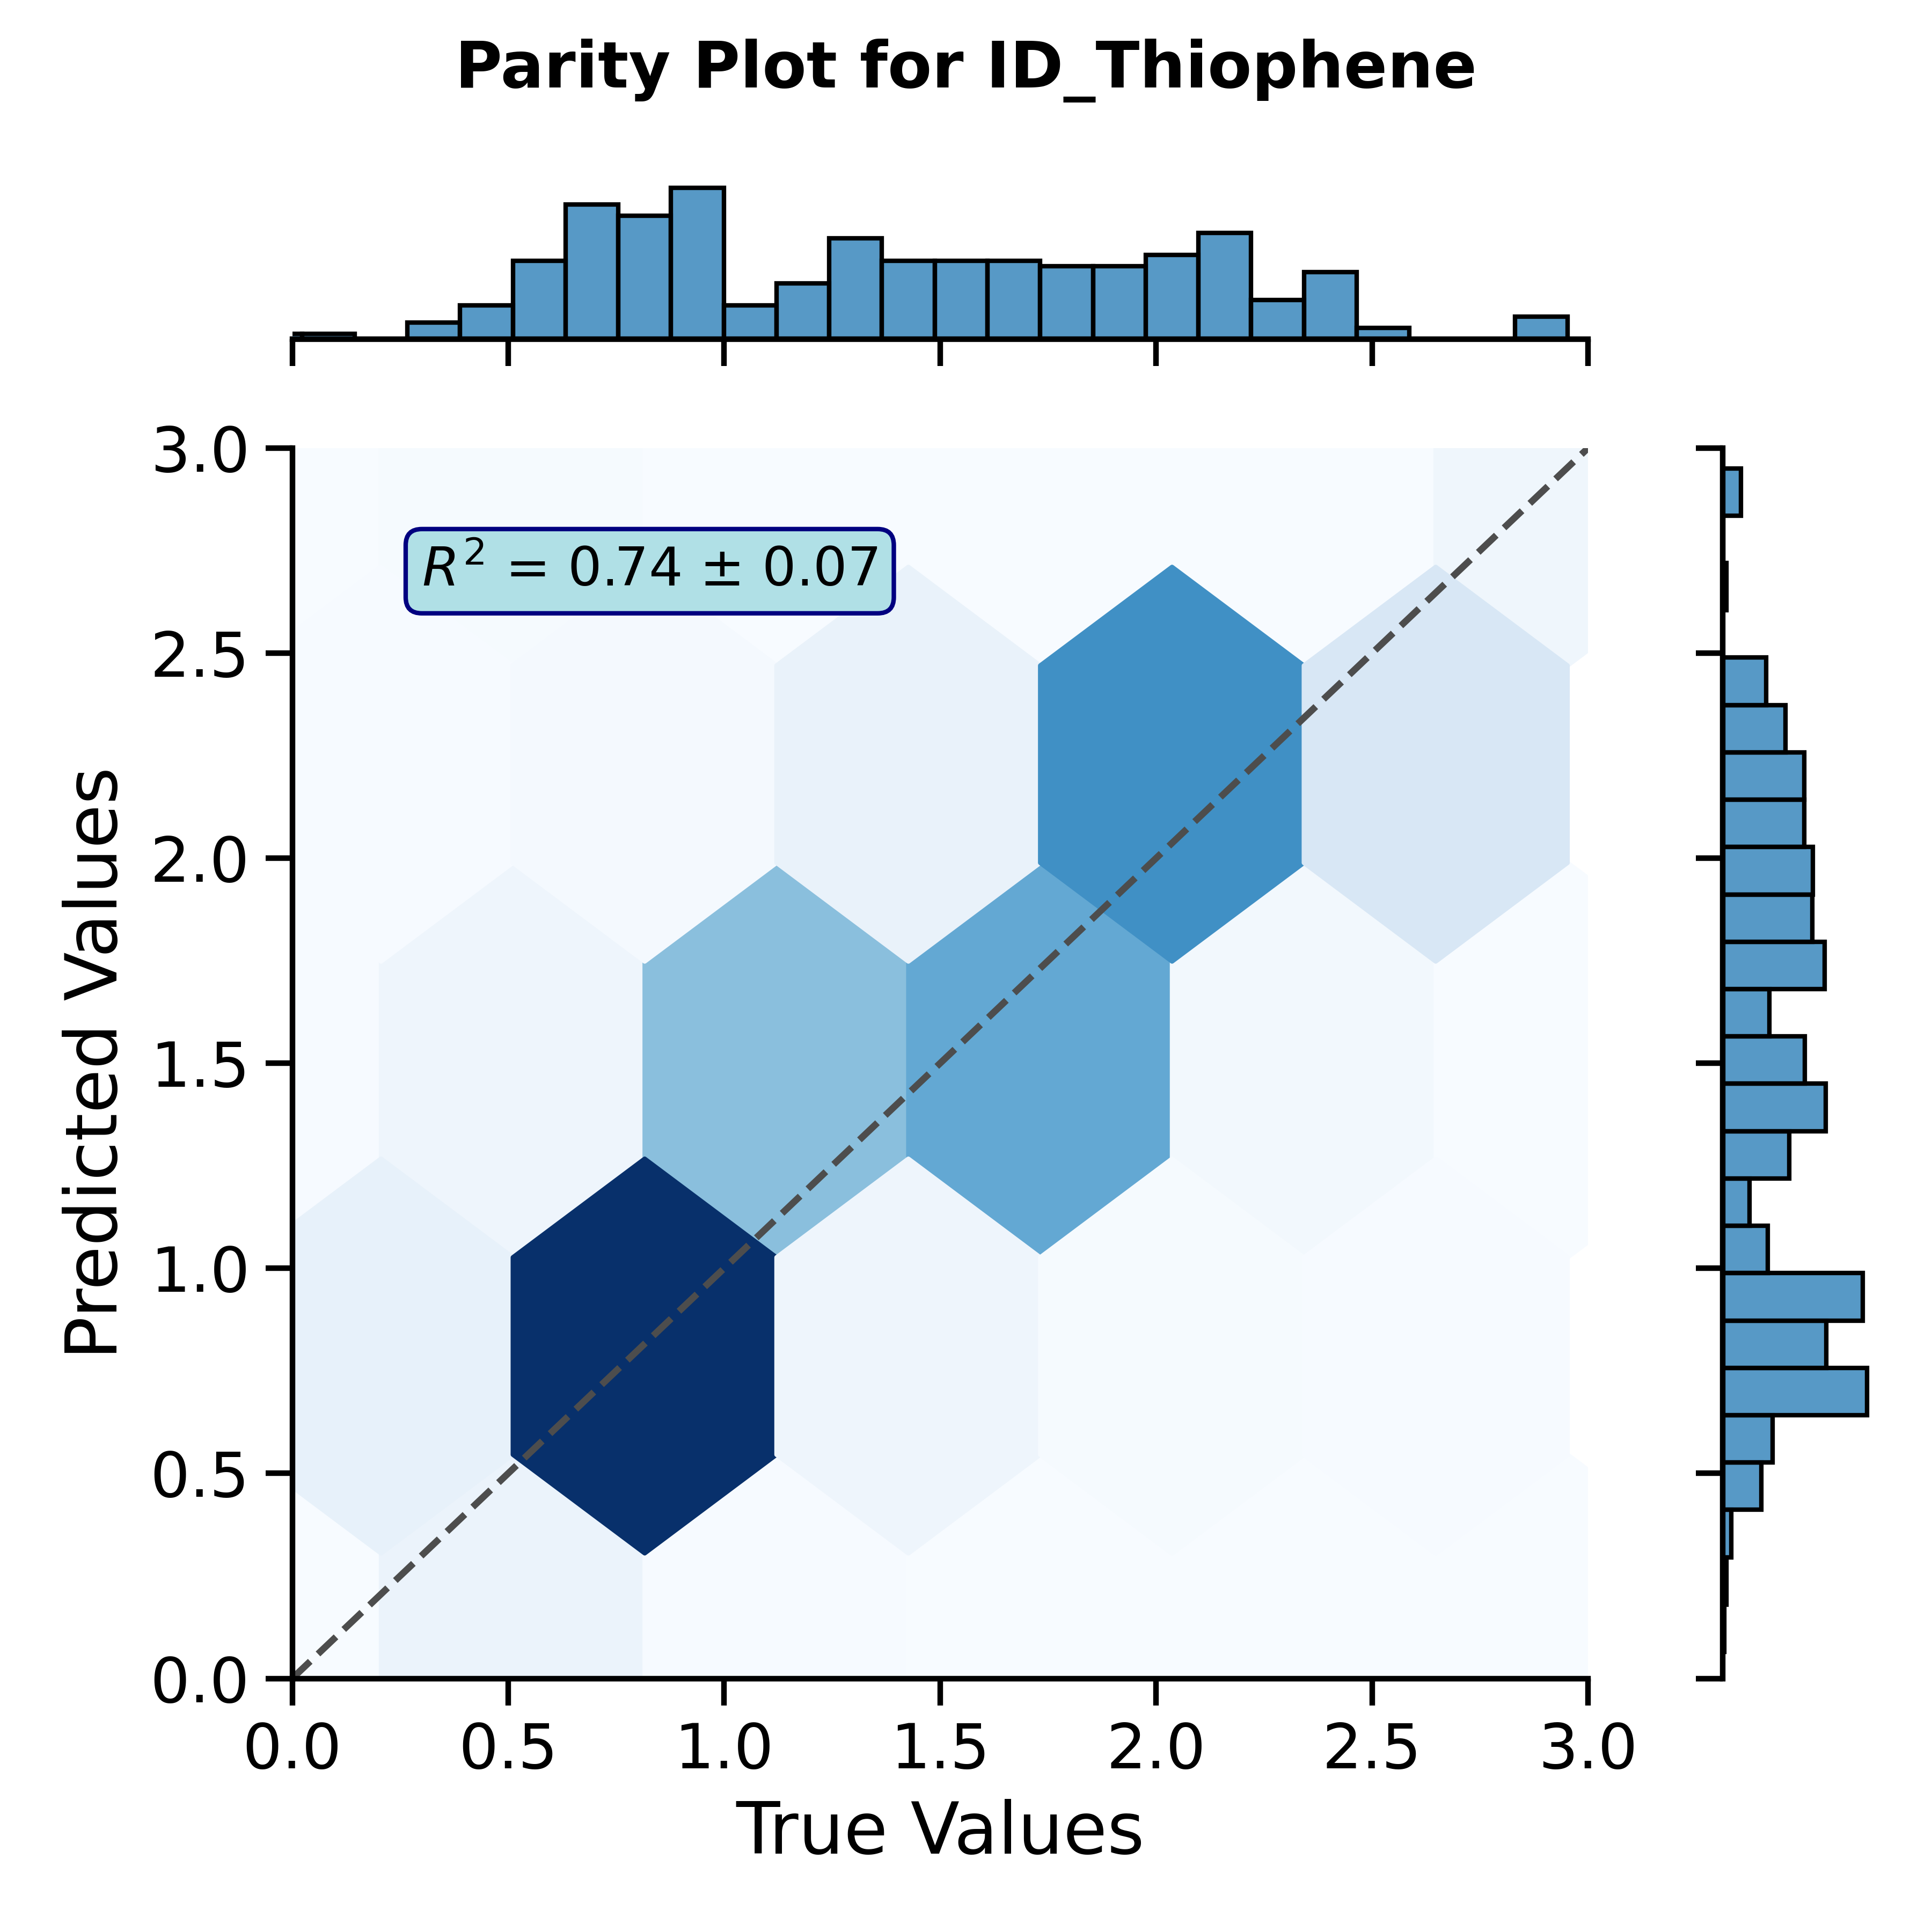 Parity Plot for ID_Thiophene
R² = 0.74 ± 0.07
Predicted Values
3.0
2.5
2.0
1.5
1.0
0.5
0.0
0.0 0.5 1.0 1.5 2.0 2.5 3.0
True Values